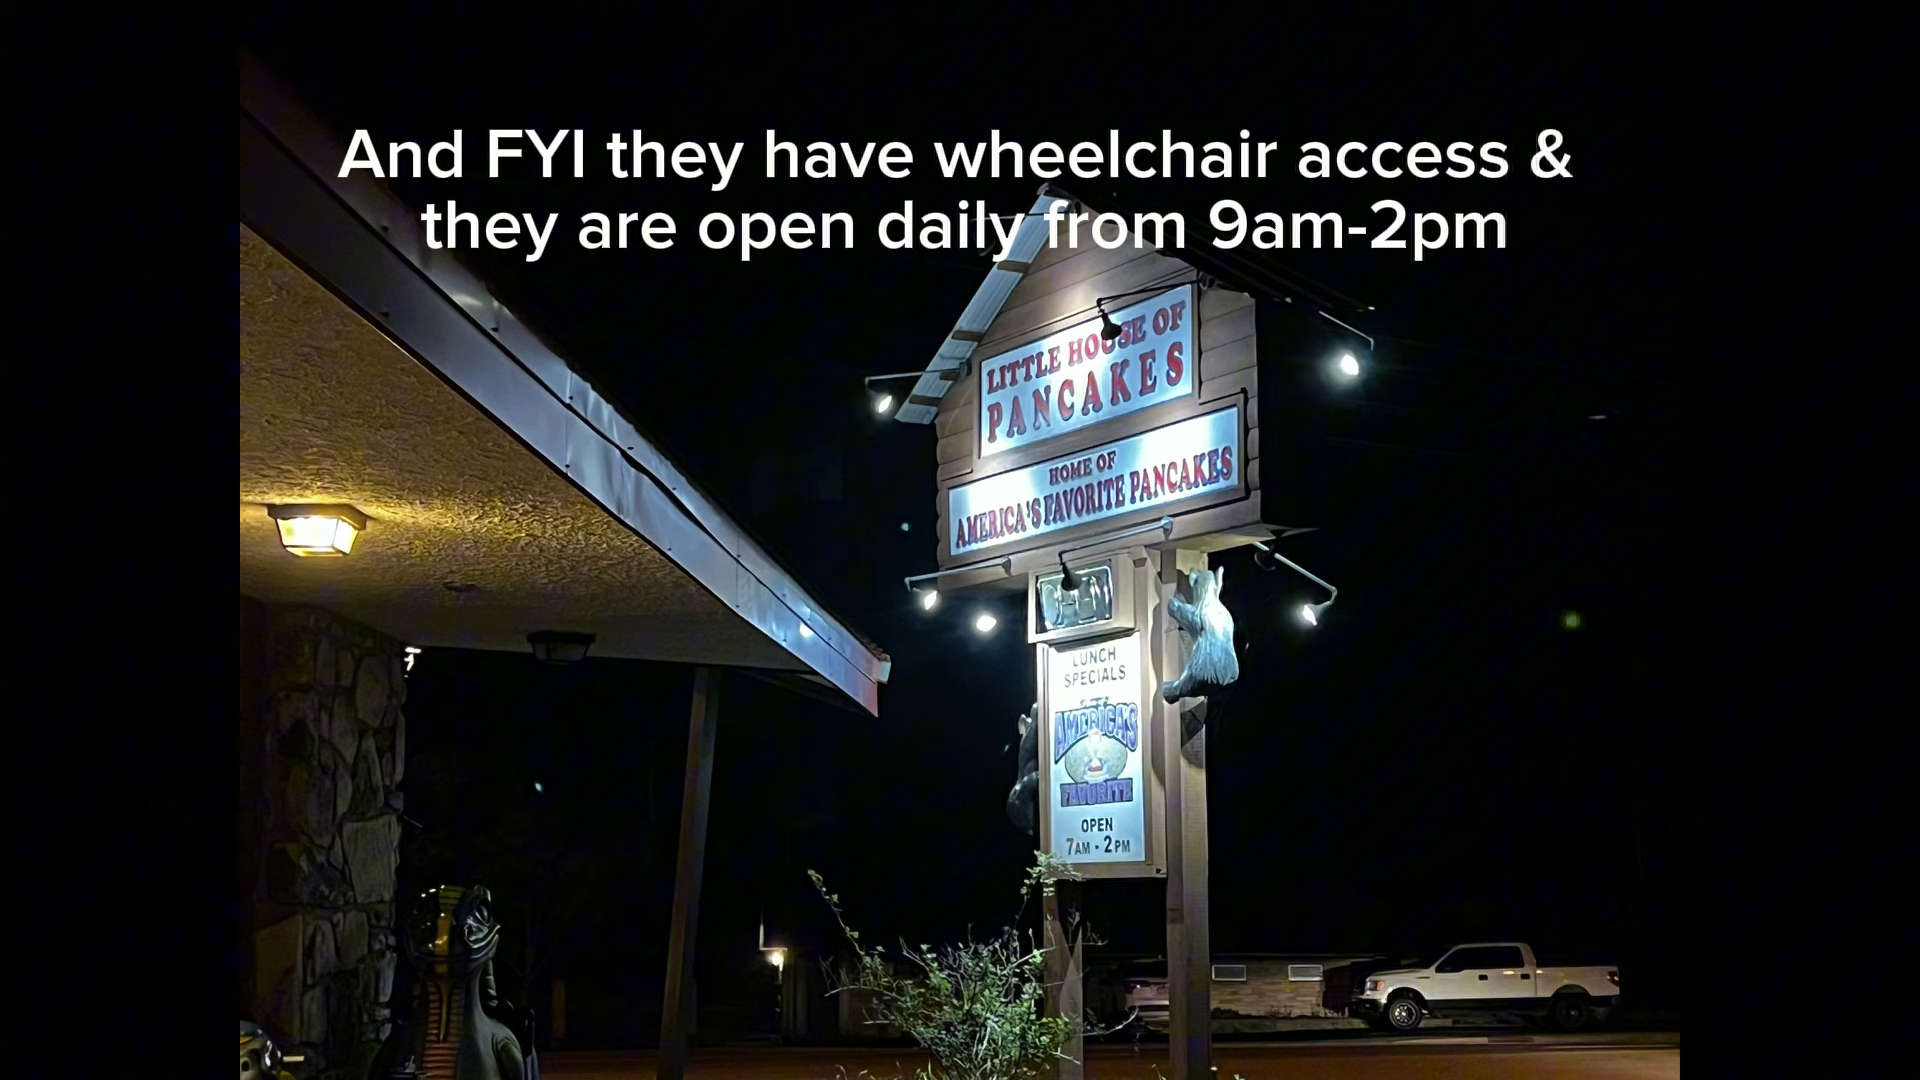 And FYI they have wheelchair access &
they are open daily from 9am-2pm
LITTLE HOUSE OF
PANCAKES
HOME OF
AMERICA'S FAVORITE PANCAKES
LUNCH
SPECIALS
AMERICA'S
FAVORITE
OPEN
7AM - 2PM